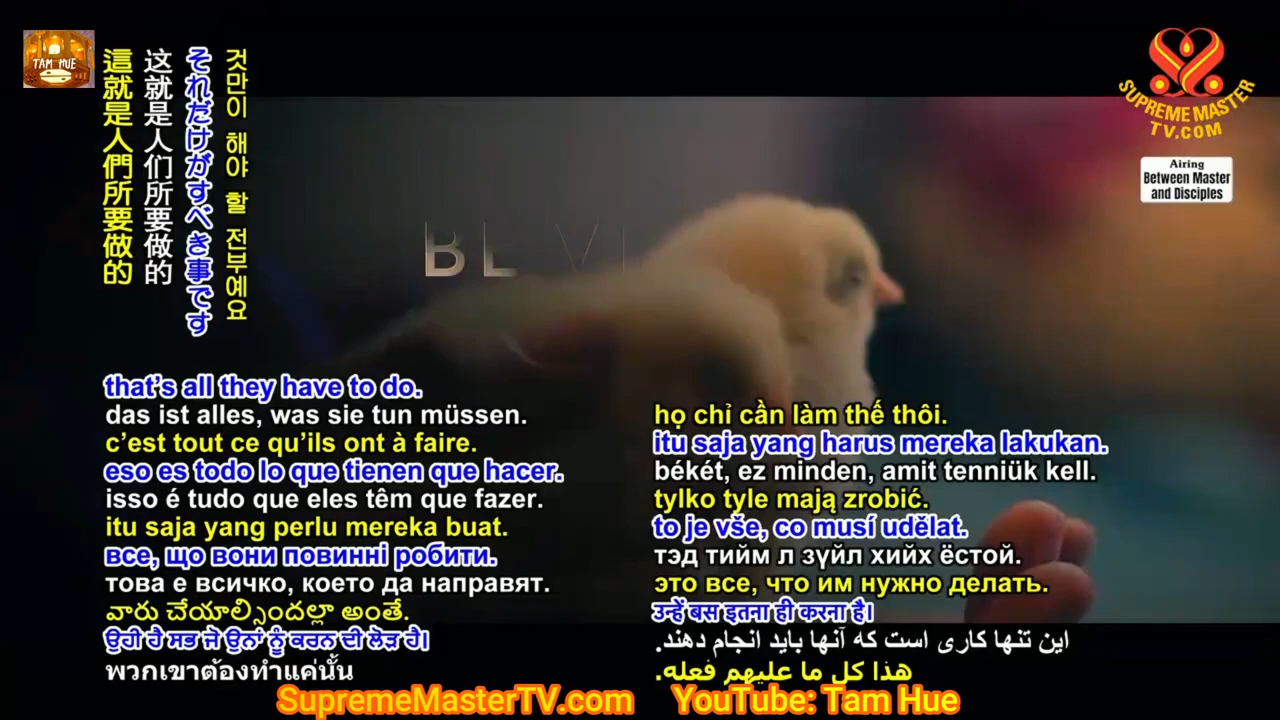 TAM HUE
這就是人們所要做的
这就是人们所要做的
それだけがすべき事です
것만이 해야 할 전부예요
SUPREME MASTER
TV.COM
Airing
Between Master
and Disciples
BE V
that's all they have to do.
das ist alles, was sie tun müssen.
c'est tout ce qu'ils ont à faire.
eso es todo lo que tienen que hacer.
isso é tudo que eles têm que fazer.
itu saja yang perlu mereka buat.
все, що вони повинні робити.
това е всичко, което да направят.
వారు చేయాల్సిందల్లా అంతే.
ਉਹੀ ਹੈ ਸਭ ਜੋ ਉਨਾਂ ਨੂੰ ਕਰਨ ਦੀ ਲੋੜ ਹੈ।
พวกเขาต้องทำแค่นั้น
họ chỉ cần làm thế thôi.
itu saja yang harus mereka lakukan.
békét, ez minden, amit tenniük kell.
tylko tyle mają zrobić.
to je vše, co musí udělat.
тэд тийм л зүйл хийх ёстой.
это все, что им нужно делать.
उन्हें बस इतना ही करना है।
این تنها کاری است که آنها باید انجام دهند.
هذا كل ما عليهم فعله.
SupremeMasterTV.com YouTube: Tam Hue